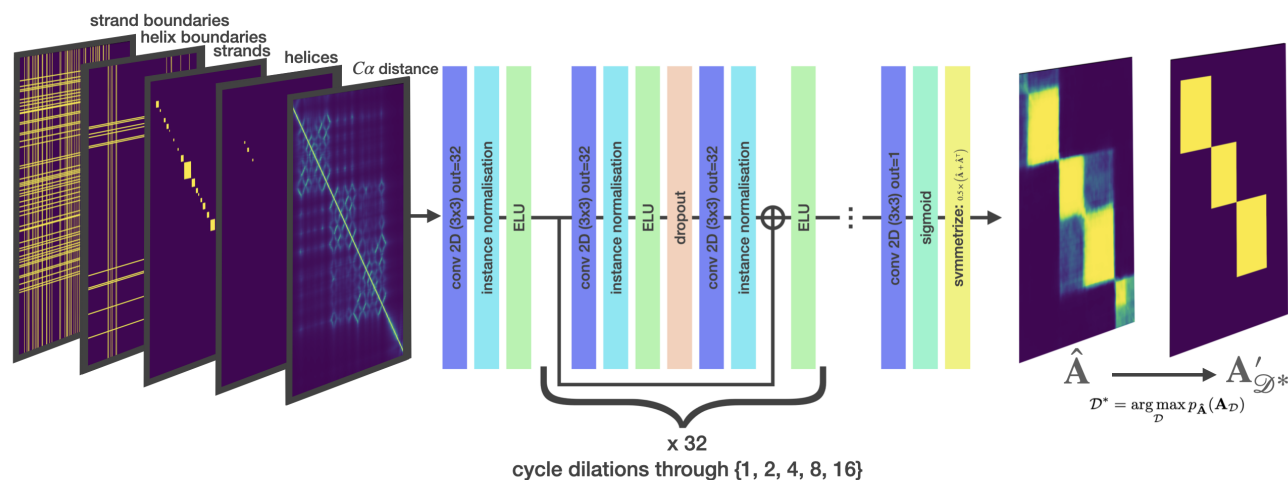 strand boundaries
helix boundaries
strands
helices
Cα distance
conv 2D (3x3) out=32
instance normalisation
ELU
conv 2D (3x3) out=32
instance normalisation
ELU
dropout
conv 2D (3x3) out=32
instance normalisation
ELU
conv 2D (3x3) out=1
sigmoid
symmetrize: 0.5 × (Â + Âᵀ)
x 32
cycle dilations through {1, 2, 4, 8, 16}
Â
A′𝒟*
𝒟* = arg max p_Â(A_𝒟)
𝒟